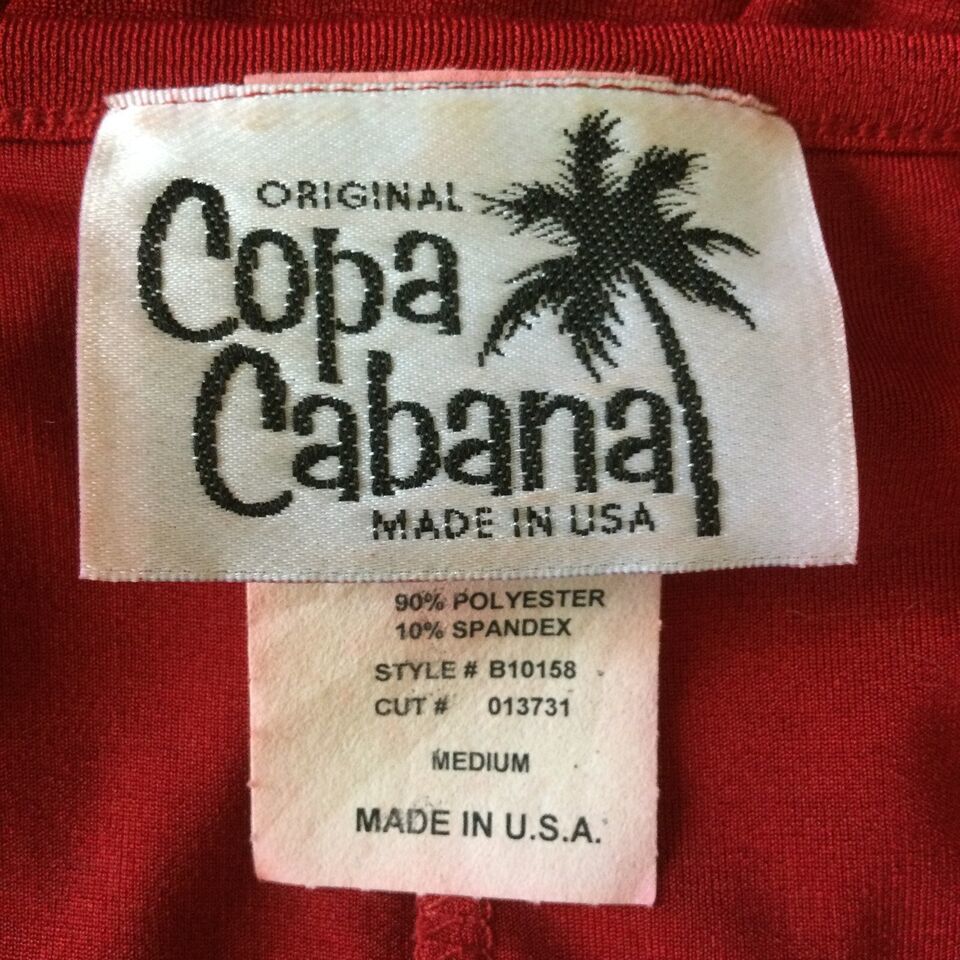 ORIGINAL
Copa
Cabana
MADE IN USA
90% POLYESTER
10% SPANDEX
STYLE # B10158
CUT # 013731
MEDIUM
MADE IN U.S.A.